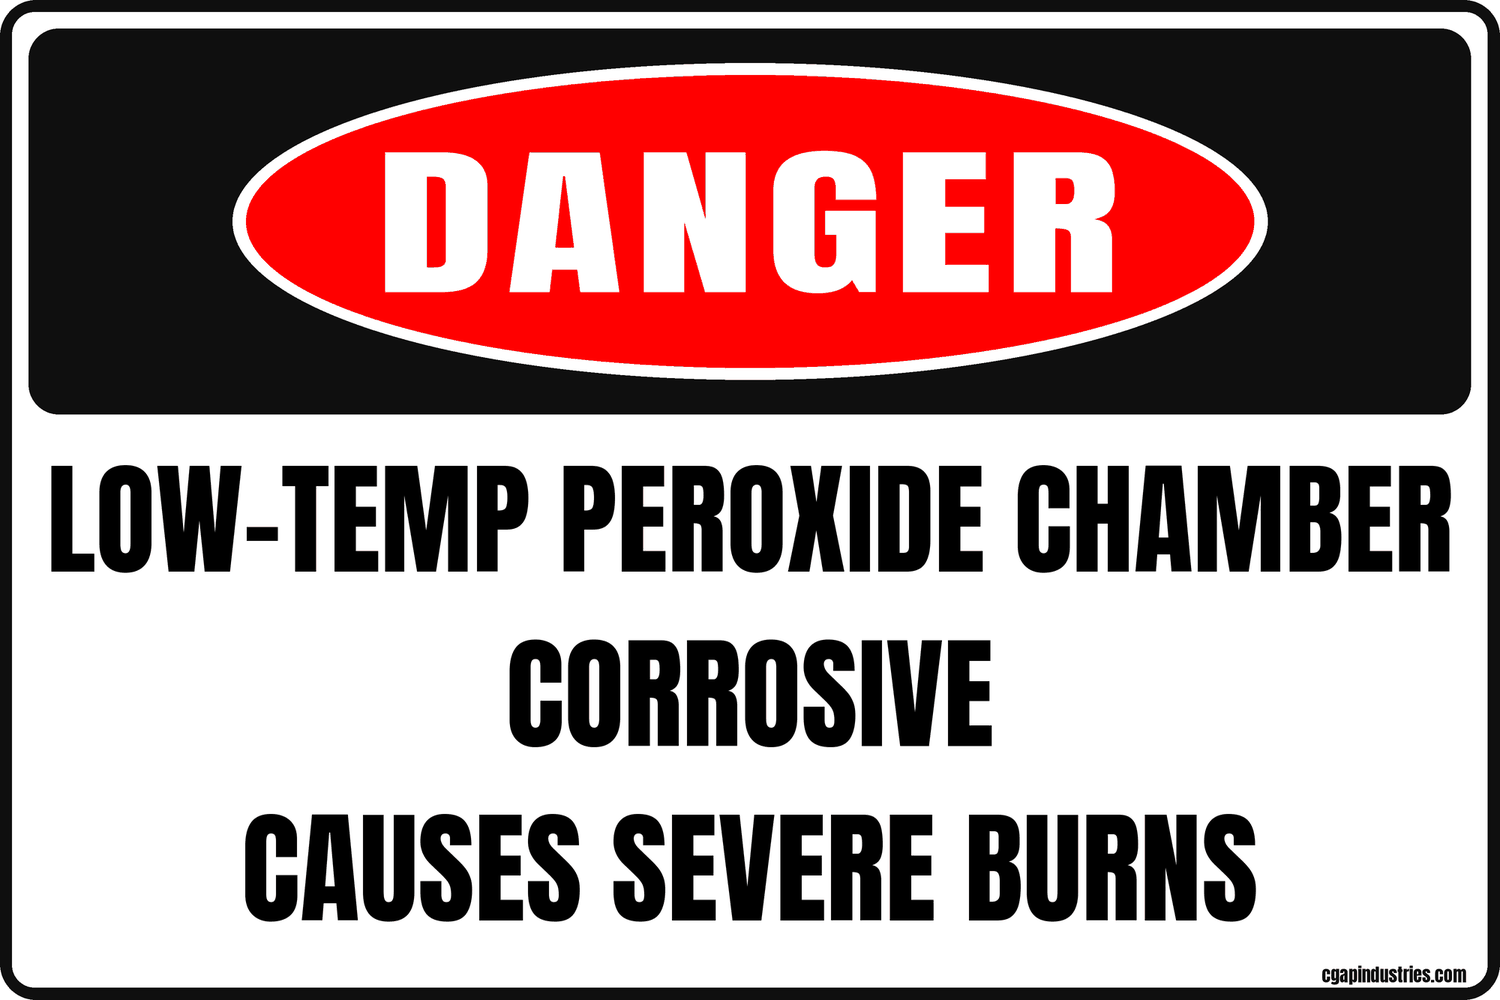 DANGER
LOW-TEMP PEROXIDE CHAMBER
CORROSIVE
CAUSES SEVERE BURNS
cgapindustries.com